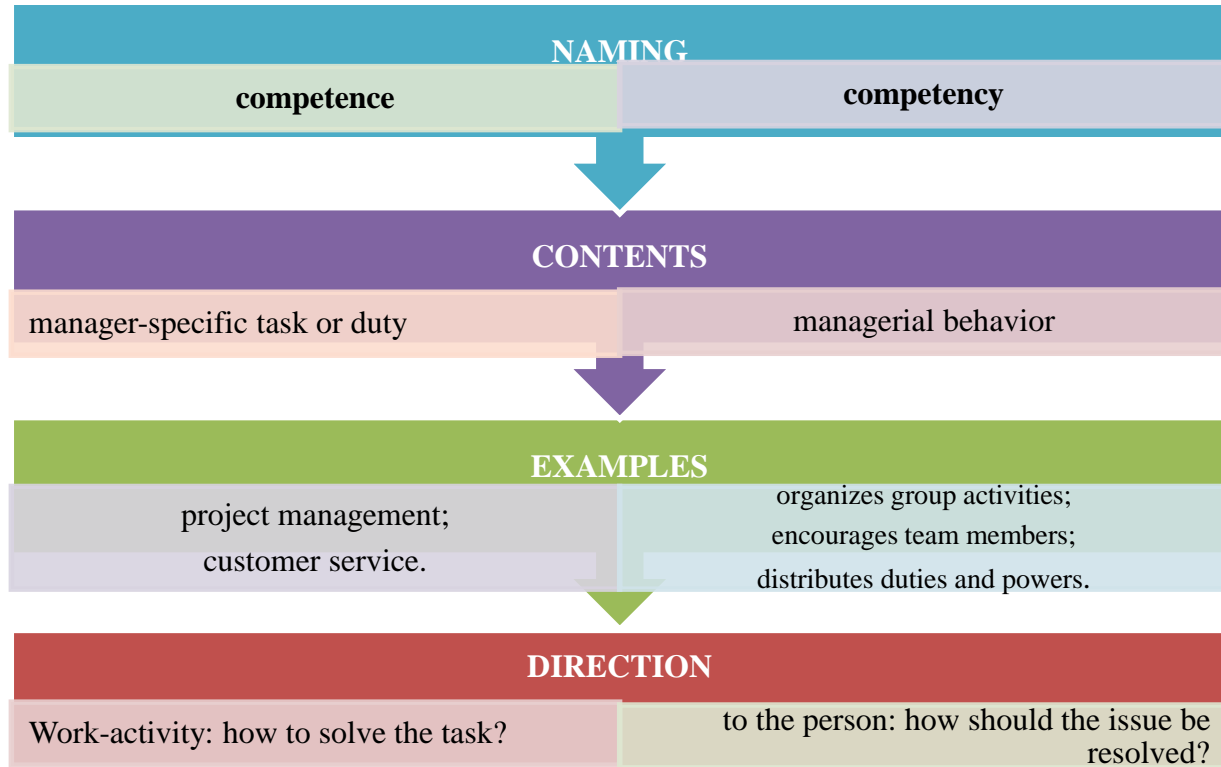 NAMING
competence
competency
CONTENTS
manager-specific task or duty
managerial behavior
EXAMPLES
project management;
customer service.
organizes group activities;
encourages team members;
distributes duties and powers.
DIRECTION
Work-activity: how to solve the task?
to the person: how should the issue be
resolved?